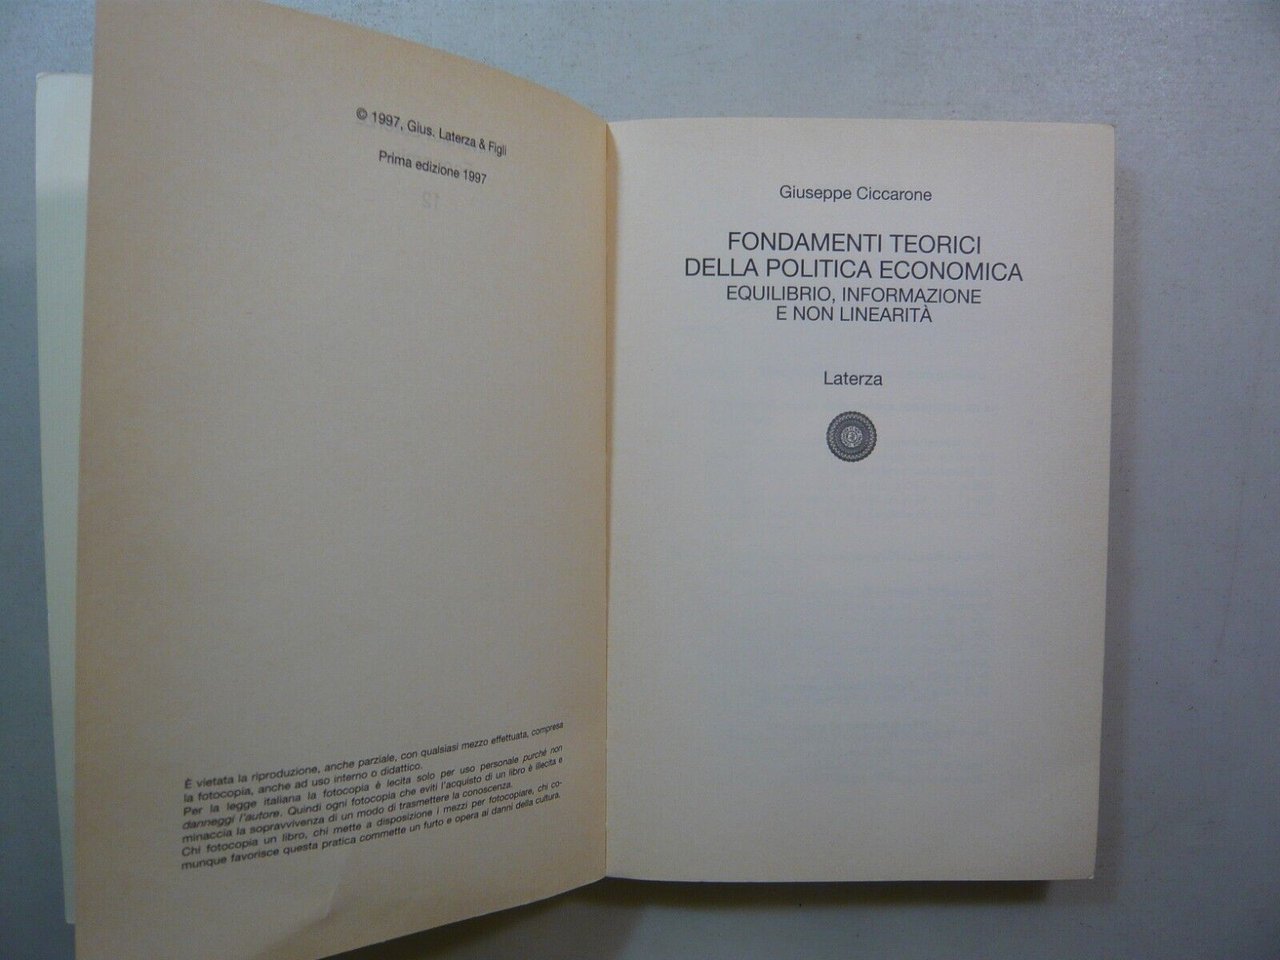 © 1997, Gius. Laterza & Figli
Prima edizione 1997
È vietata la riproduzione, anche parziale, con qualsiasi mezzo effettuata, compresa
la fotocopia, anche ad uso interno o didattico.
Per la legge italiana la fotocopia è lecita solo per uso personale purché non
danneggi l'autore. Quindi ogni fotocopia che eviti l'acquisto di un libro è illecita e
minaccia la sopravvivenza di un modo di trasmettere la conoscenza.
Chi fotocopia un libro, chi mette a disposizione i mezzi per fotocopiare, chi co-
munque favorisce questa pratica commette un furto e opera ai danni della cultura.
Giuseppe Ciccarone
FONDAMENTI TEORICI
DELLA POLITICA ECONOMICA
EQUILIBRIO, INFORMAZIONE
E NON LINEARITÀ
Laterza